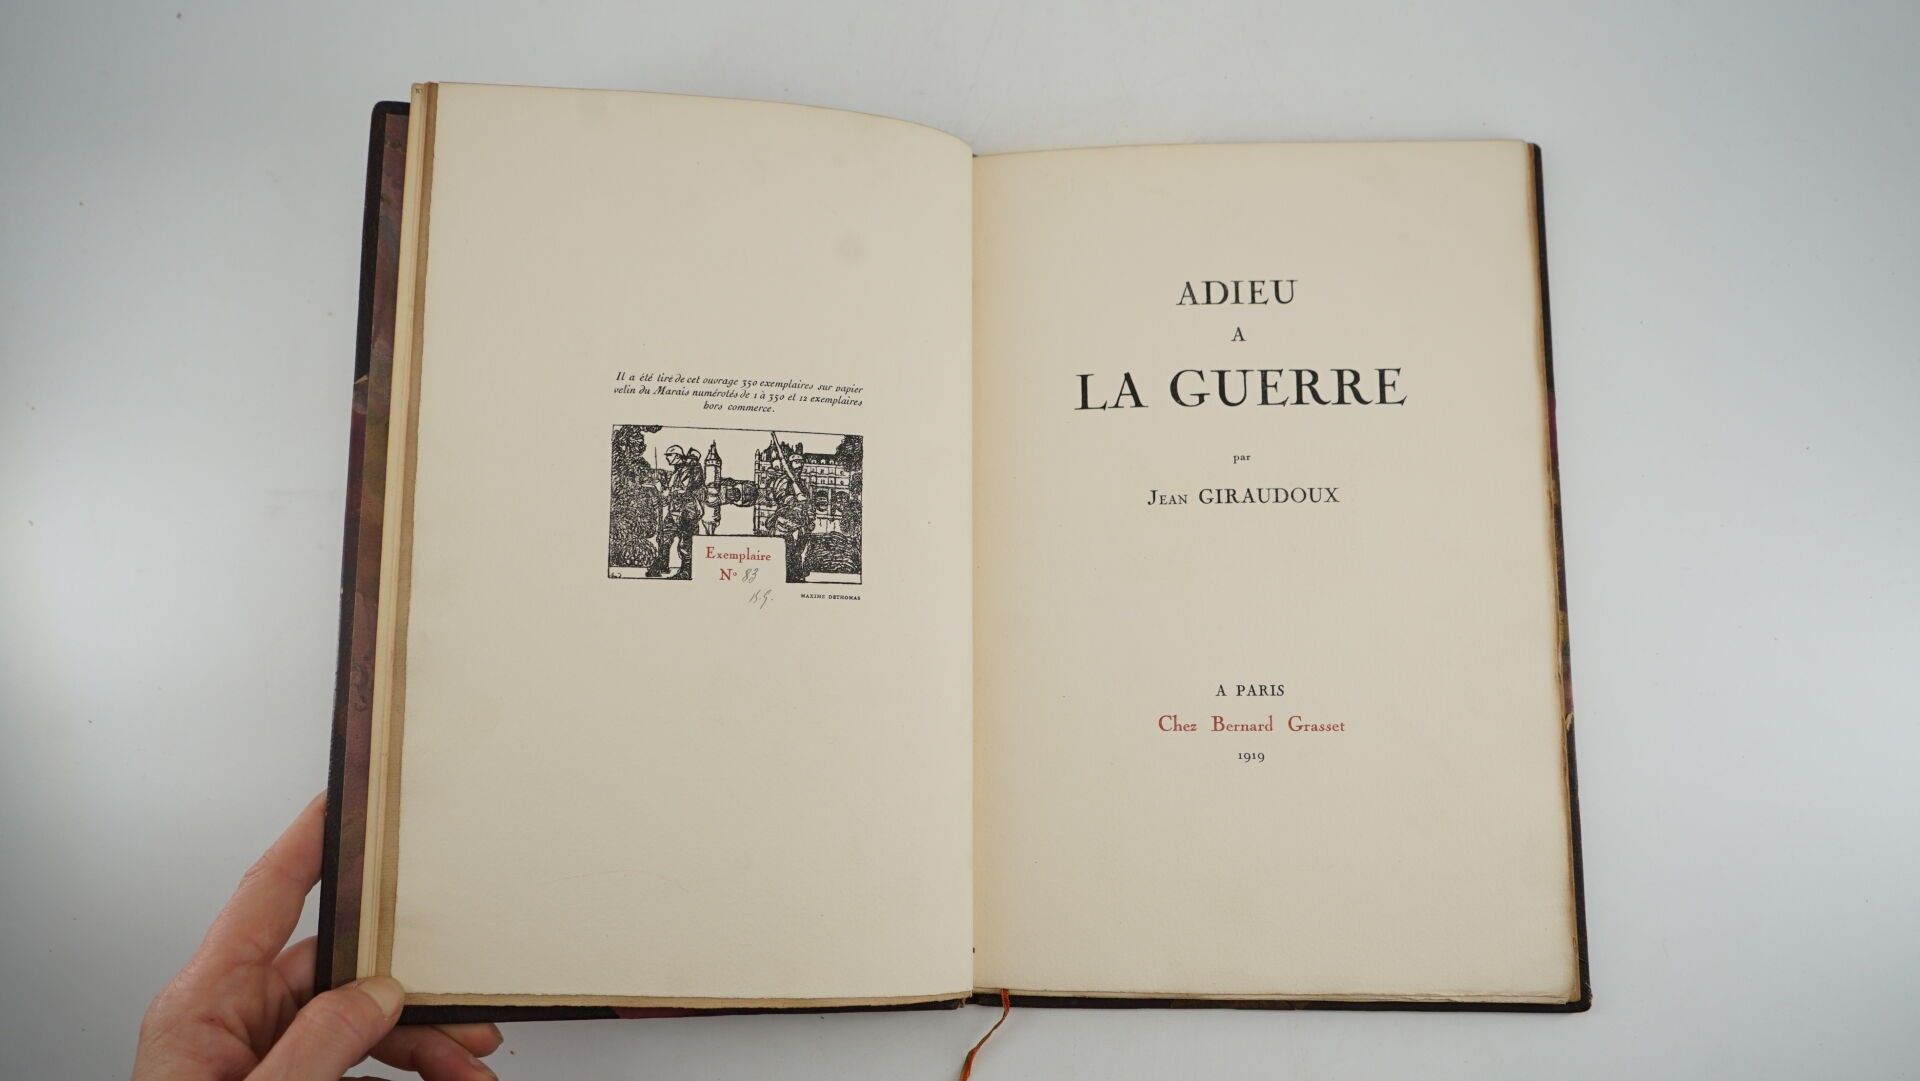 Il a été tiré de cet ouvrage 350 exemplaires sur papier
velin du Marais numérotés de 1 à 350 et 12 exemplaires
hors commerce.
Exemplaire
N° 83
B.G.
MAXIME DETHOMAS
ADIEU
A
LA GUERRE
par
JEAN GIRAUDOUX
A PARIS
Chez Bernard Grasset
1919